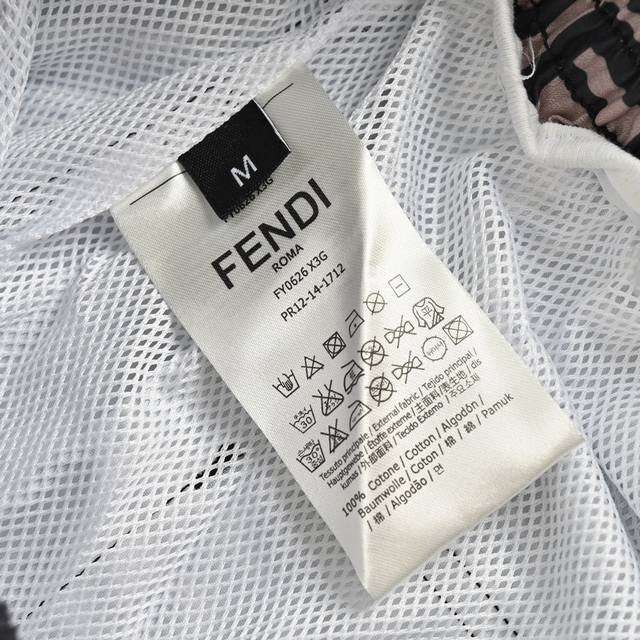 M
FENDI
ROMA
FY0626 X3G
PR12-14-1712
30
30
Tessuto principale / External fabric / Tejido principal /
Hauptgewebe / Étoffe Externe / 主面料 / 表生地 / dış
kumaş / 外部面料 / Tecido Externo / 주요소재
100% Cotone / Cotton / Algodón /
Baumwolle / Coton / 棉 / 綿 / Pamuk
/ 棉 / Algodão / 면